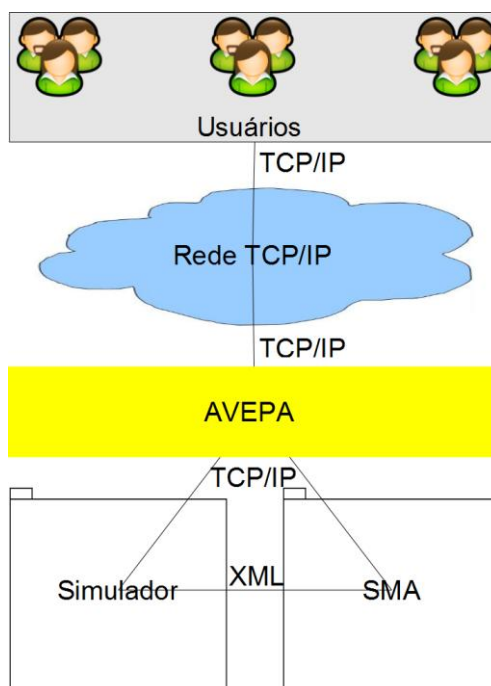 Usuários
TCP/IP
Rede TCP/IP
TCP/IP
AVEPA
TCP/IP
XML
Simulador
SMA